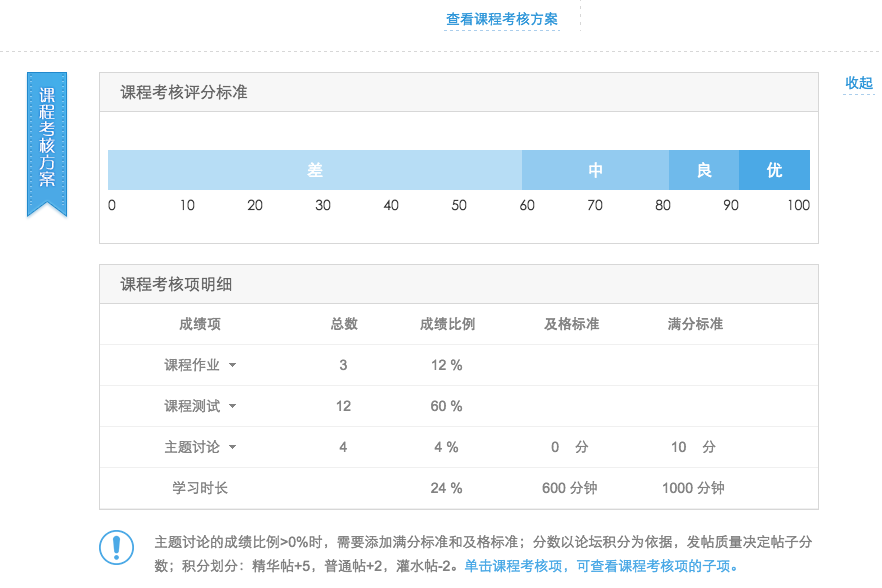 查看课程考核方案
收起
课程考核方案
课程考核评分标准
差 中 良 优
0 10 20 30 40 50 60 70 80 90 100
课程考核项明细
成绩项 总数 成绩比例 及格标准 满分标准
课程作业 3 12 %
课程测试 12 60 %
主题讨论 4 4 % 0 分 10 分
学习时长 24 % 600 分钟 1000 分钟
主题讨论的成绩比例>0%时，需要添加满分标准和及格标准；分数以论坛积分为依据，发帖质量决定帖子分
数；积分划分：精华帖+5，普通帖+2，灌水帖-2。单击课程考核项，可查看课程考核项的子项。